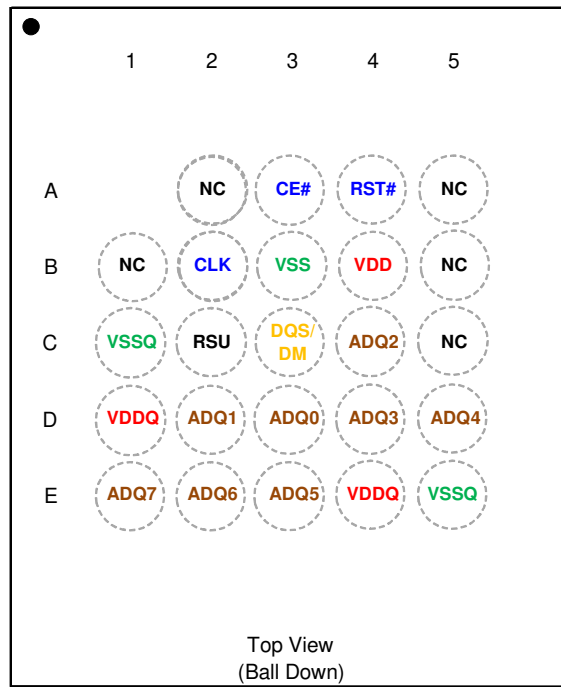 1 2 3 4 5
A NC CE# RST# NC
B NC CLK VSS VDD NC
C VSSQ RSU DQS/ DM ADQ2 NC
D VDDQ ADQ1 ADQ0 ADQ3 ADQ4
E ADQ7 ADQ6 ADQ5 VDDQ VSSQ
Top View
(Ball Down)